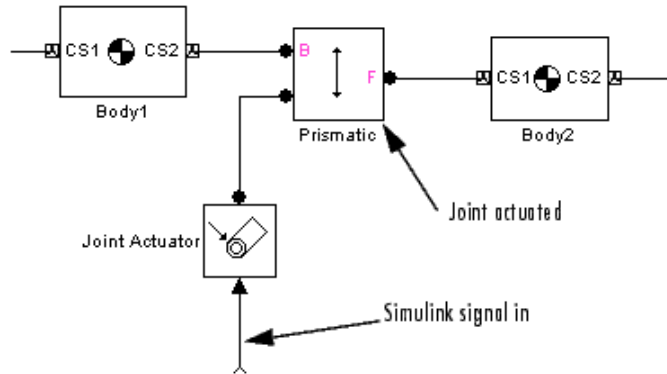 CS1 CS2
Body1
B
F
Prismatic
CS1 CS2
Body2
Joint actuated
Joint Actuator
Simulink signal in